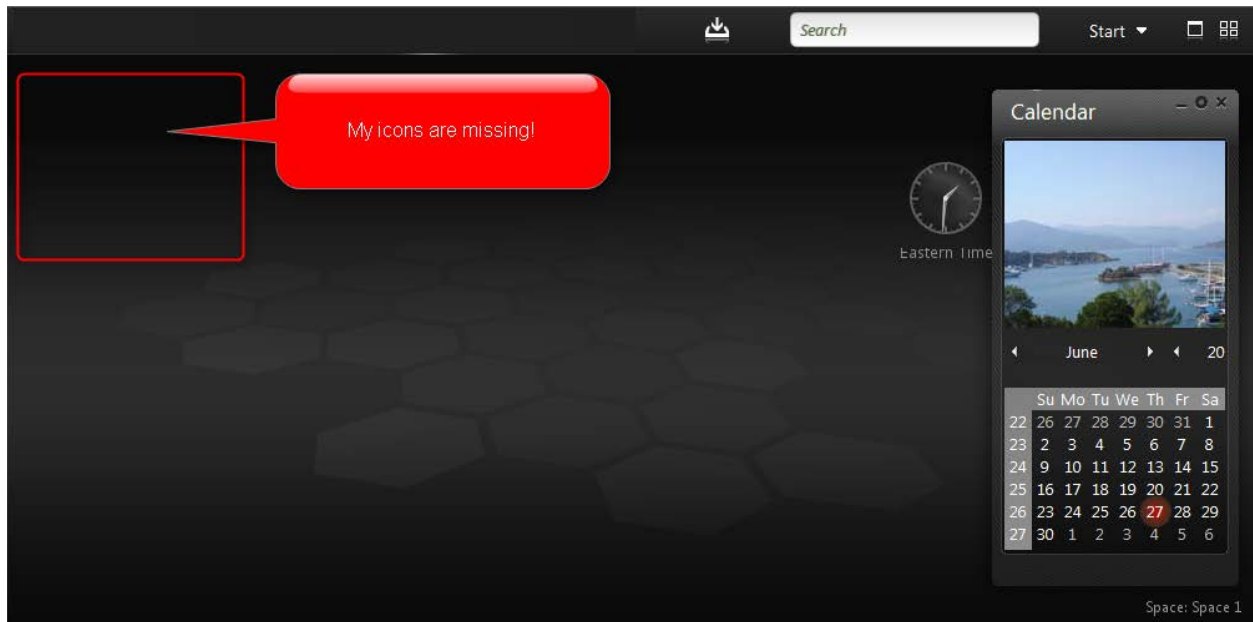 Search
Start
My icons are missing!
Calendar
Eastern Time
June 20
Su Mo Tu We Th Fr Sa
22 26 27 28 29 30 31 1
23 2 3 4 5 6 7 8
24 9 10 11 12 13 14 15
25 16 17 18 19 20 21 22
26 23 24 25 26 27 28 29
27 30 1 2 3 4 5 6
Space: Space 1